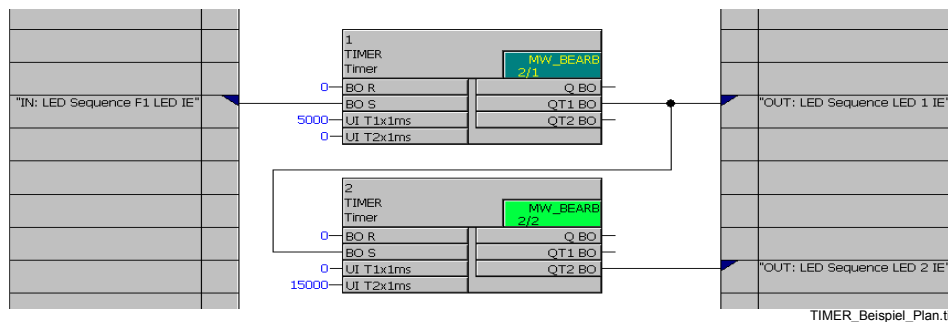 1
TIMER
Timer
MW_BEARB
2/1
0 BO R Q BO
"IN: LED Sequence F1 LED IE" BO S QT1 BO "OUT: LED Sequence LED 1 IE"
5000 UI T1x1ms QT2 BO
0 UI T2x1ms
2
TIMER
Timer
MW_BEARB
2/2
0 BO R Q BO
BO S QT1 BO
0 UI T1x1ms QT2 BO "OUT: LED Sequence LED 2 IE"
15000 UI T2x1ms